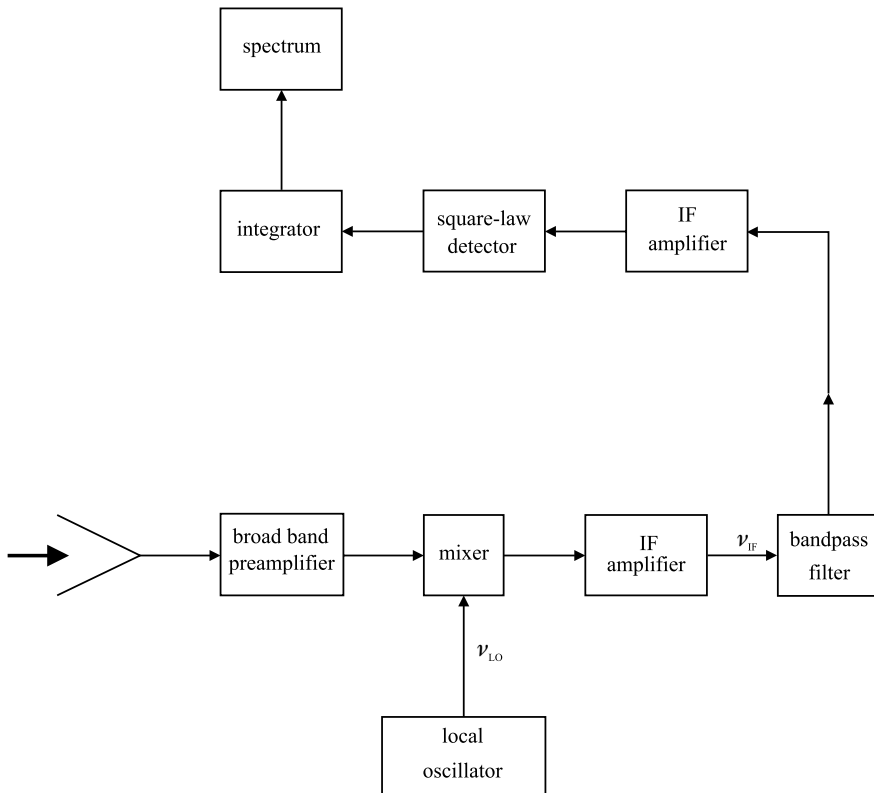 spectrum
integrator
square-law
detector
IF
amplifier
broad band
preamplifier
mixer
IF
amplifier
ν_IF
bandpass
filter
ν_LO
local
oscillator